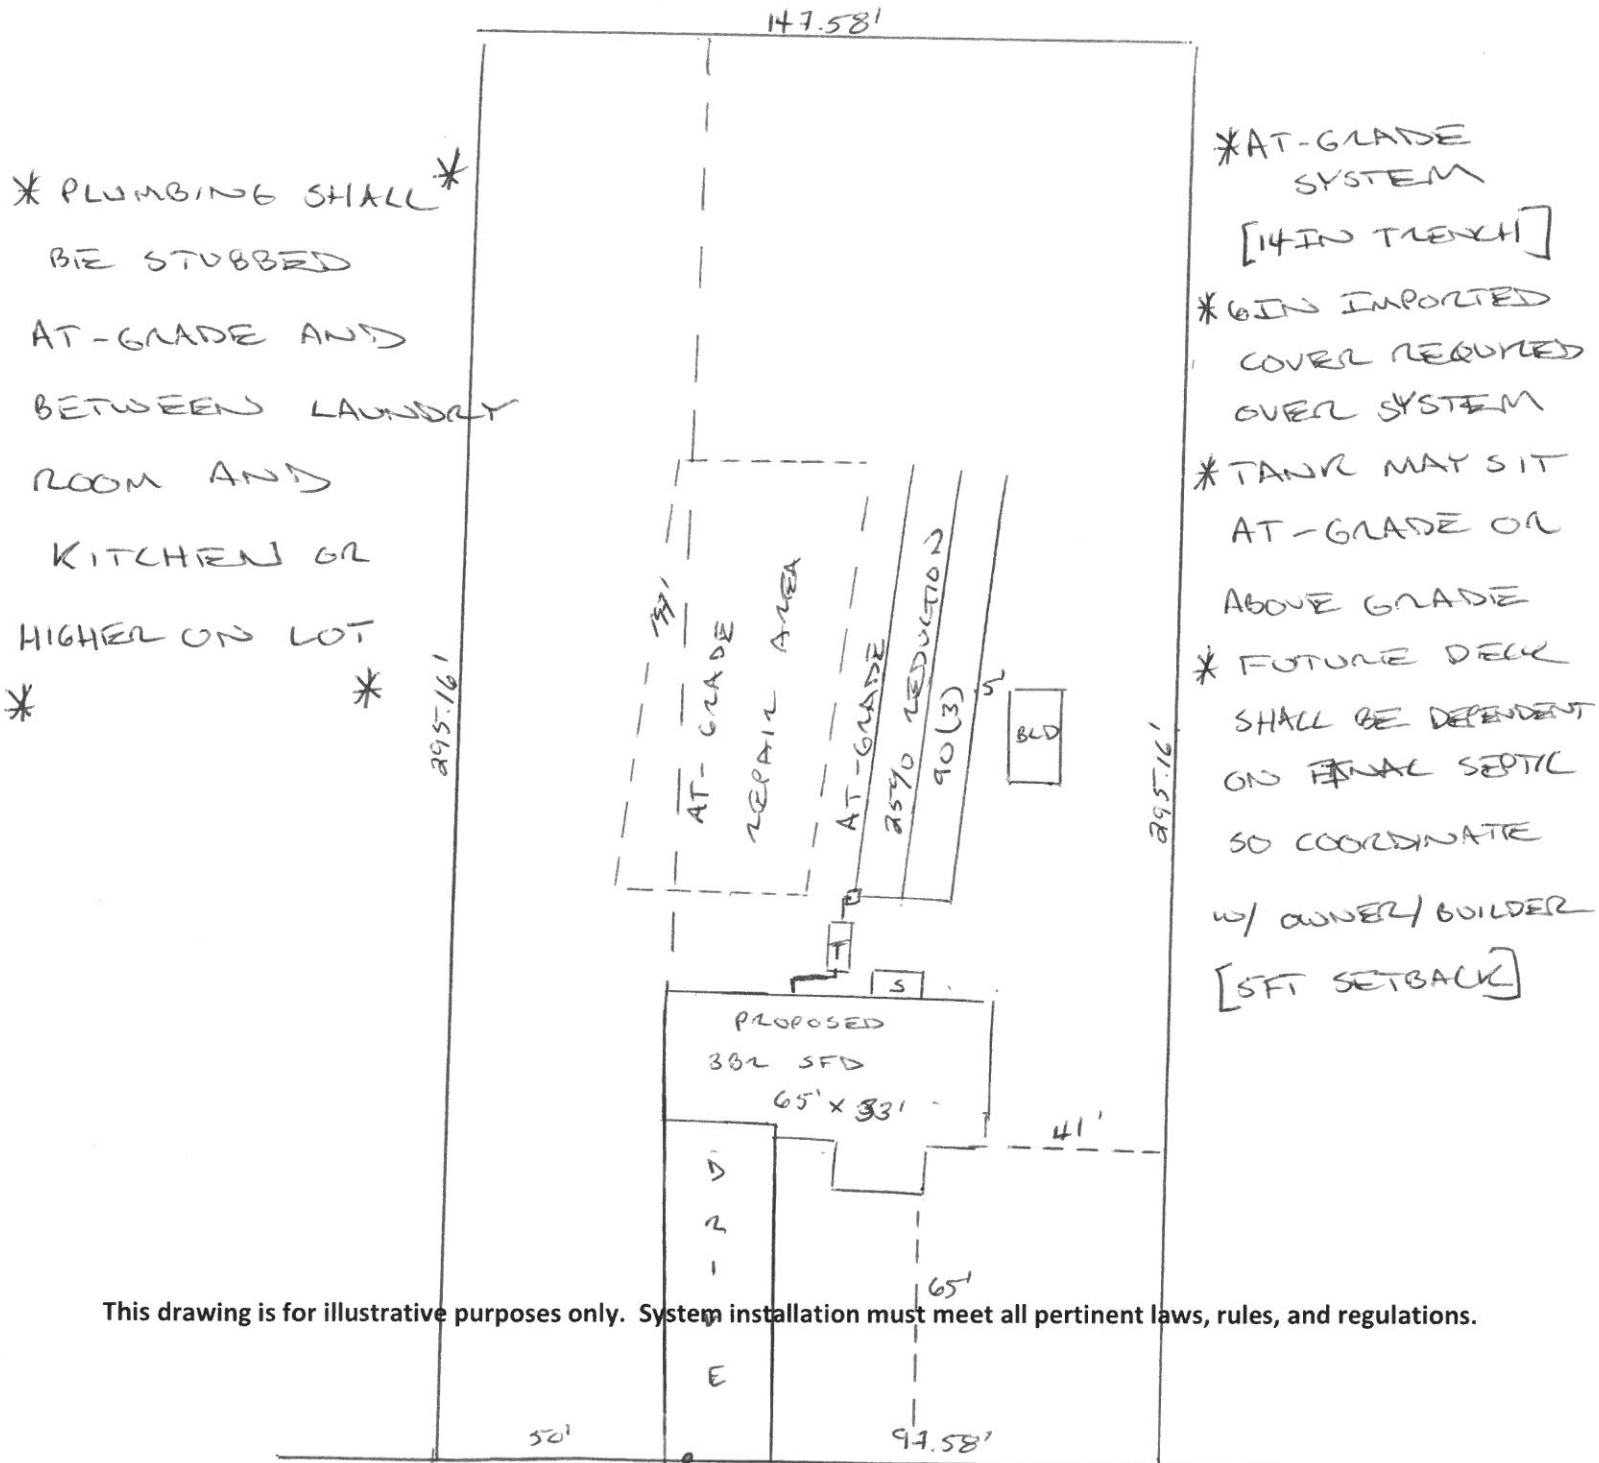 147.58'
* PLUMBING SHALL *
BE STUBBED
AT-GRADE AND
BETWEEN LAUNDRY
ROOM AND
KITCHEN OR
HIGHER ON LOT
* *
*AT-GRADE
SYSTEM
[14IN TRENCH]
*6IN IMPORTED
COVER REQUIRED
OVER SYSTEM
*TANK MAY SIT
AT-GRADE OR
ABOVE GRADE
* FUTURE DECK
SHALL BE DEPENDENT
ON FINAL SEPTIC
SO COORDINATE
W/ OWNER/BUILDER
[5FT SETBACK]
295.16'
AT-GRADE
REPAIR AREA
AT-GRADE
25% REDUCTION
90(3)
BLD
295.16'
T
S
PROPOSED
3BR SFD
65' x 33'
41'
DRIVE
65'
This drawing is for illustrative purposes only. System installation must meet all pertinent laws, rules, and regulations.
50'
97.58'